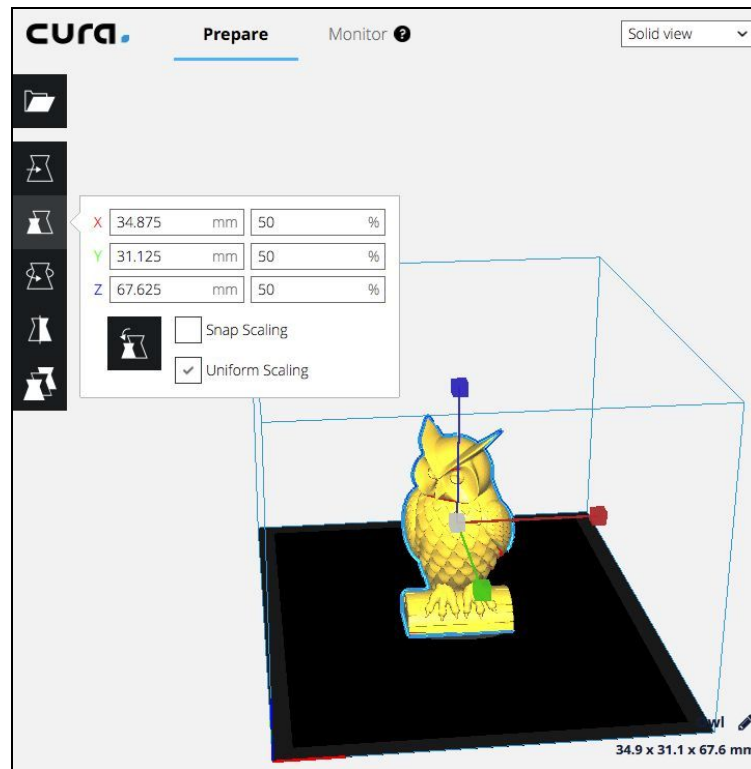 cura.
Prepare
Monitor ?
Solid view
X 34.875 mm 50 %
Y 31.125 mm 50 %
Z 67.625 mm 50 %
Snap Scaling
Uniform Scaling
wl
34.9 x 31.1 x 67.6 mm